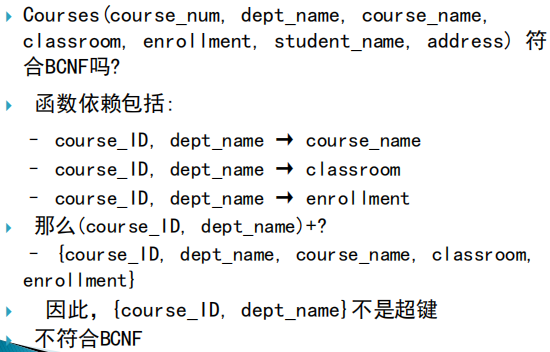 Courses(course_num, dept_name, course_name,
classroom, enrollment, student_name, address) 符
合BCNF吗?
函数依赖包括:
- course_ID, dept_name → course_name
- course_ID, dept_name → classroom
- course_ID, dept_name → enrollment
那么(course_ID, dept_name)+?
- {course_ID, dept_name, course_name, classroom,
enrollment}
因此，{course_ID, dept_name}不是超键
不符合BCNF